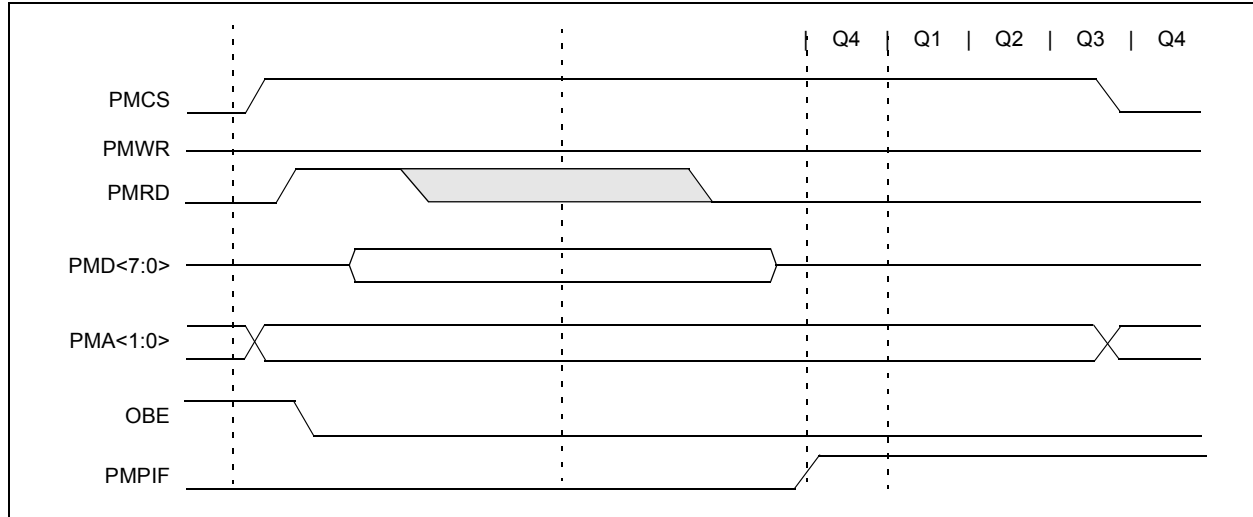 | Q4 | Q1 | Q2 | Q3 | Q4
PMCS
PMWR
PMRD
PMD<7:0>
PMA<1:0>
OBE
PMPIF